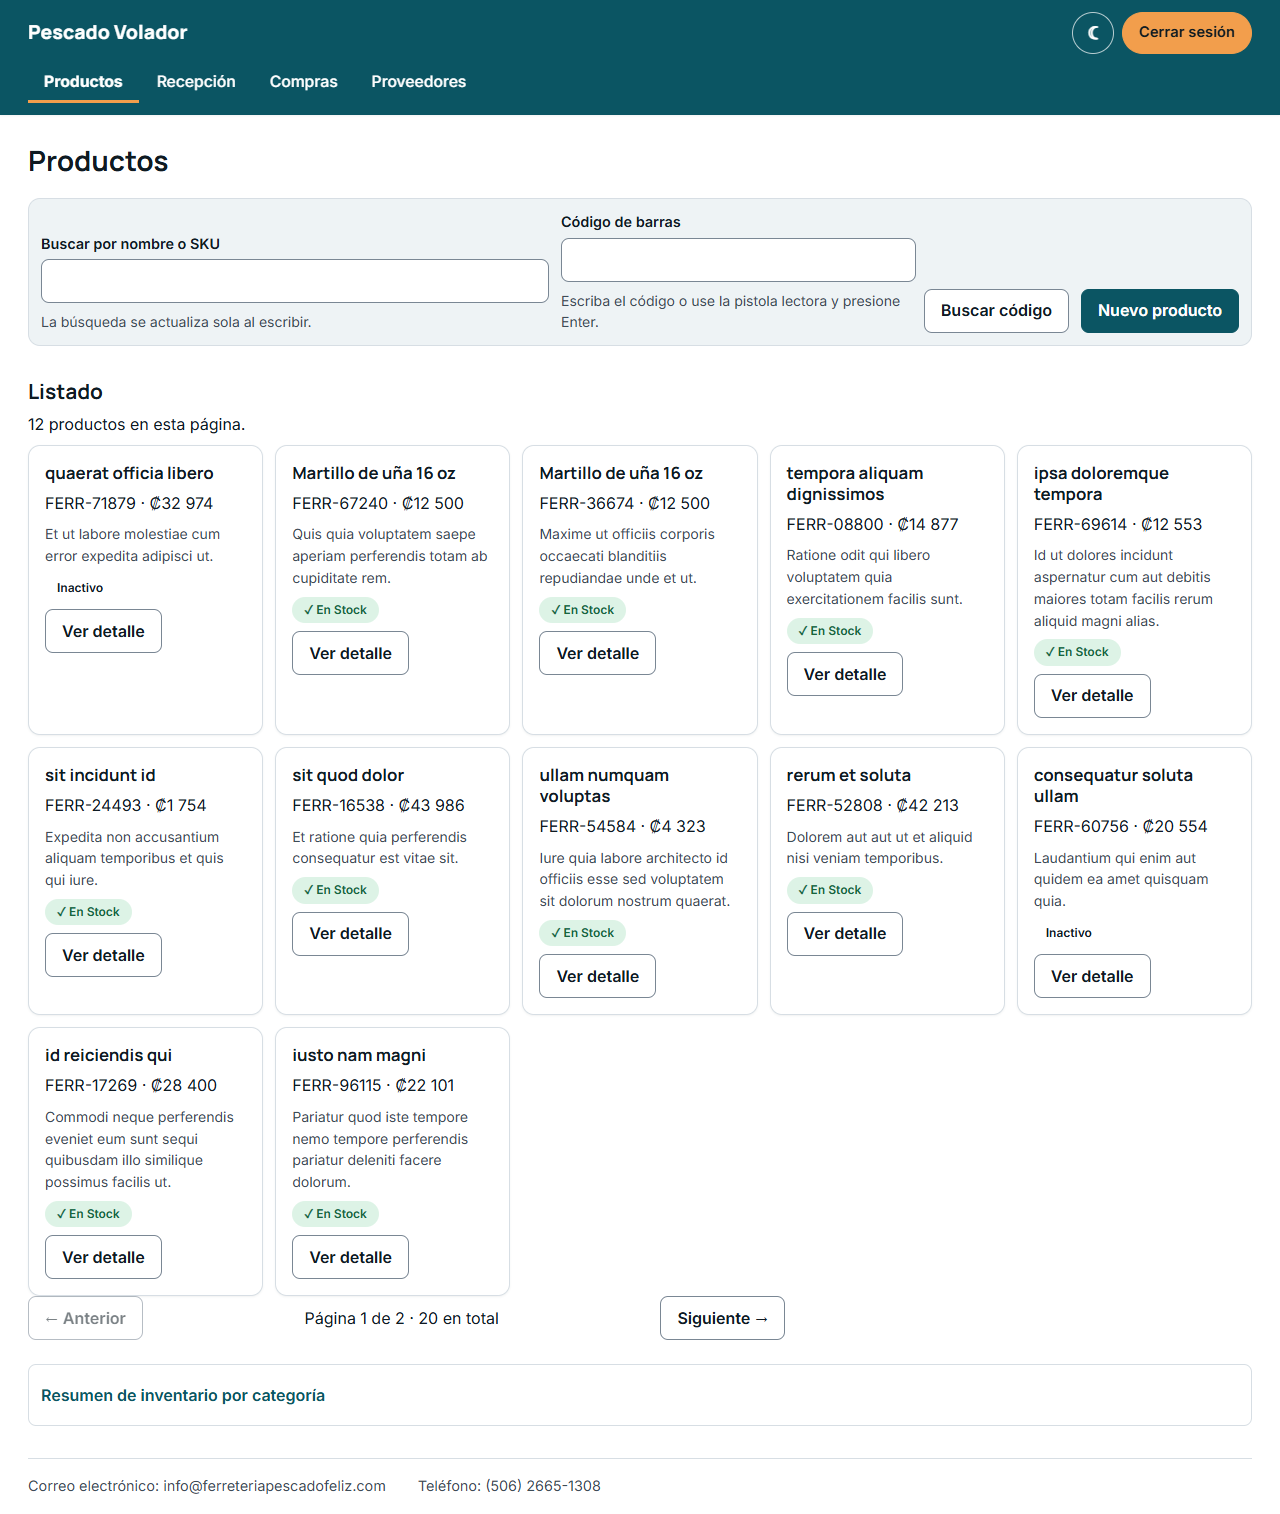 Pescado Volador
Cerrar sesión
Productos
Recepción
Compras
Proveedores
Productos
Buscar por nombre o SKU
La búsqueda se actualiza sola al escribir.
Código de barras
Escriba el código o use la pistola lectora y presione
Enter.
Buscar código
Nuevo producto
Listado
12 productos en esta página.
quaerat officia libero
FERR-71879 · ₡32 974
Et ut labore molestiae cum
error expedita adipisci ut.
Inactivo
Ver detalle
Martillo de uña 16 oz
FERR-67240 · ₡12 500
Quis quia voluptatem saepe
aperiam perferendis totam ab
cupiditate rem.
✓ En Stock
Ver detalle
Martillo de uña 16 oz
FERR-36674 · ₡12 500
Maxime ut officiis corporis
occaecati blanditiis
repudiandae unde et ut.
✓ En Stock
Ver detalle
tempora aliquam
dignissimos
FERR-08800 · ₡14 877
Ratione odit qui libero
voluptatem quia
exercitationem facilis sunt.
✓ En Stock
Ver detalle
ipsa doloremque
tempora
FERR-69614 · ₡12 553
Id ut dolores incidunt
aspernatur cum aut debitis
maiores totam facilis rerum
aliquid magni alias.
✓ En Stock
Ver detalle
sit incidunt id
FERR-24493 · ₡1 754
Expedita non accusantium
aliquam temporibus et quis
qui iure.
✓ En Stock
Ver detalle
sit quod dolor
FERR-16538 · ₡43 986
Et ratione quia perferendis
consequatur est vitae sit.
✓ En Stock
Ver detalle
ullam numquam
voluptas
FERR-54584 · ₡4 323
Iure quia labore architecto id
officiis esse sed voluptatem
sit dolorum nostrum quaerat.
✓ En Stock
Ver detalle
rerum et soluta
FERR-52808 · ₡42 213
Dolorem aut aut ut et aliquid
nisi veniam temporibus.
✓ En Stock
Ver detalle
consequatur soluta
ullam
FERR-60756 · ₡20 554
Laudantium qui enim aut
quidem ea amet quisquam
quia.
Inactivo
Ver detalle
id reiciendis qui
FERR-17269 · ₡28 400
Commodi neque perferendis
eveniet eum sunt sequi
quibusdam illo similique
possimus facilis ut.
✓ En Stock
Ver detalle
iusto nam magni
FERR-96115 · ₡22 101
Pariatur quod iste tempore
nemo tempore perferendis
pariatur deleniti facere
dolorum.
✓ En Stock
Ver detalle
← Anterior
Página 1 de 2 · 20 en total
Siguiente →
Resumen de inventario por categoría
Correo electrónico: info@ferreteriapescadofeliz.com
Teléfono: (506) 2665-1308